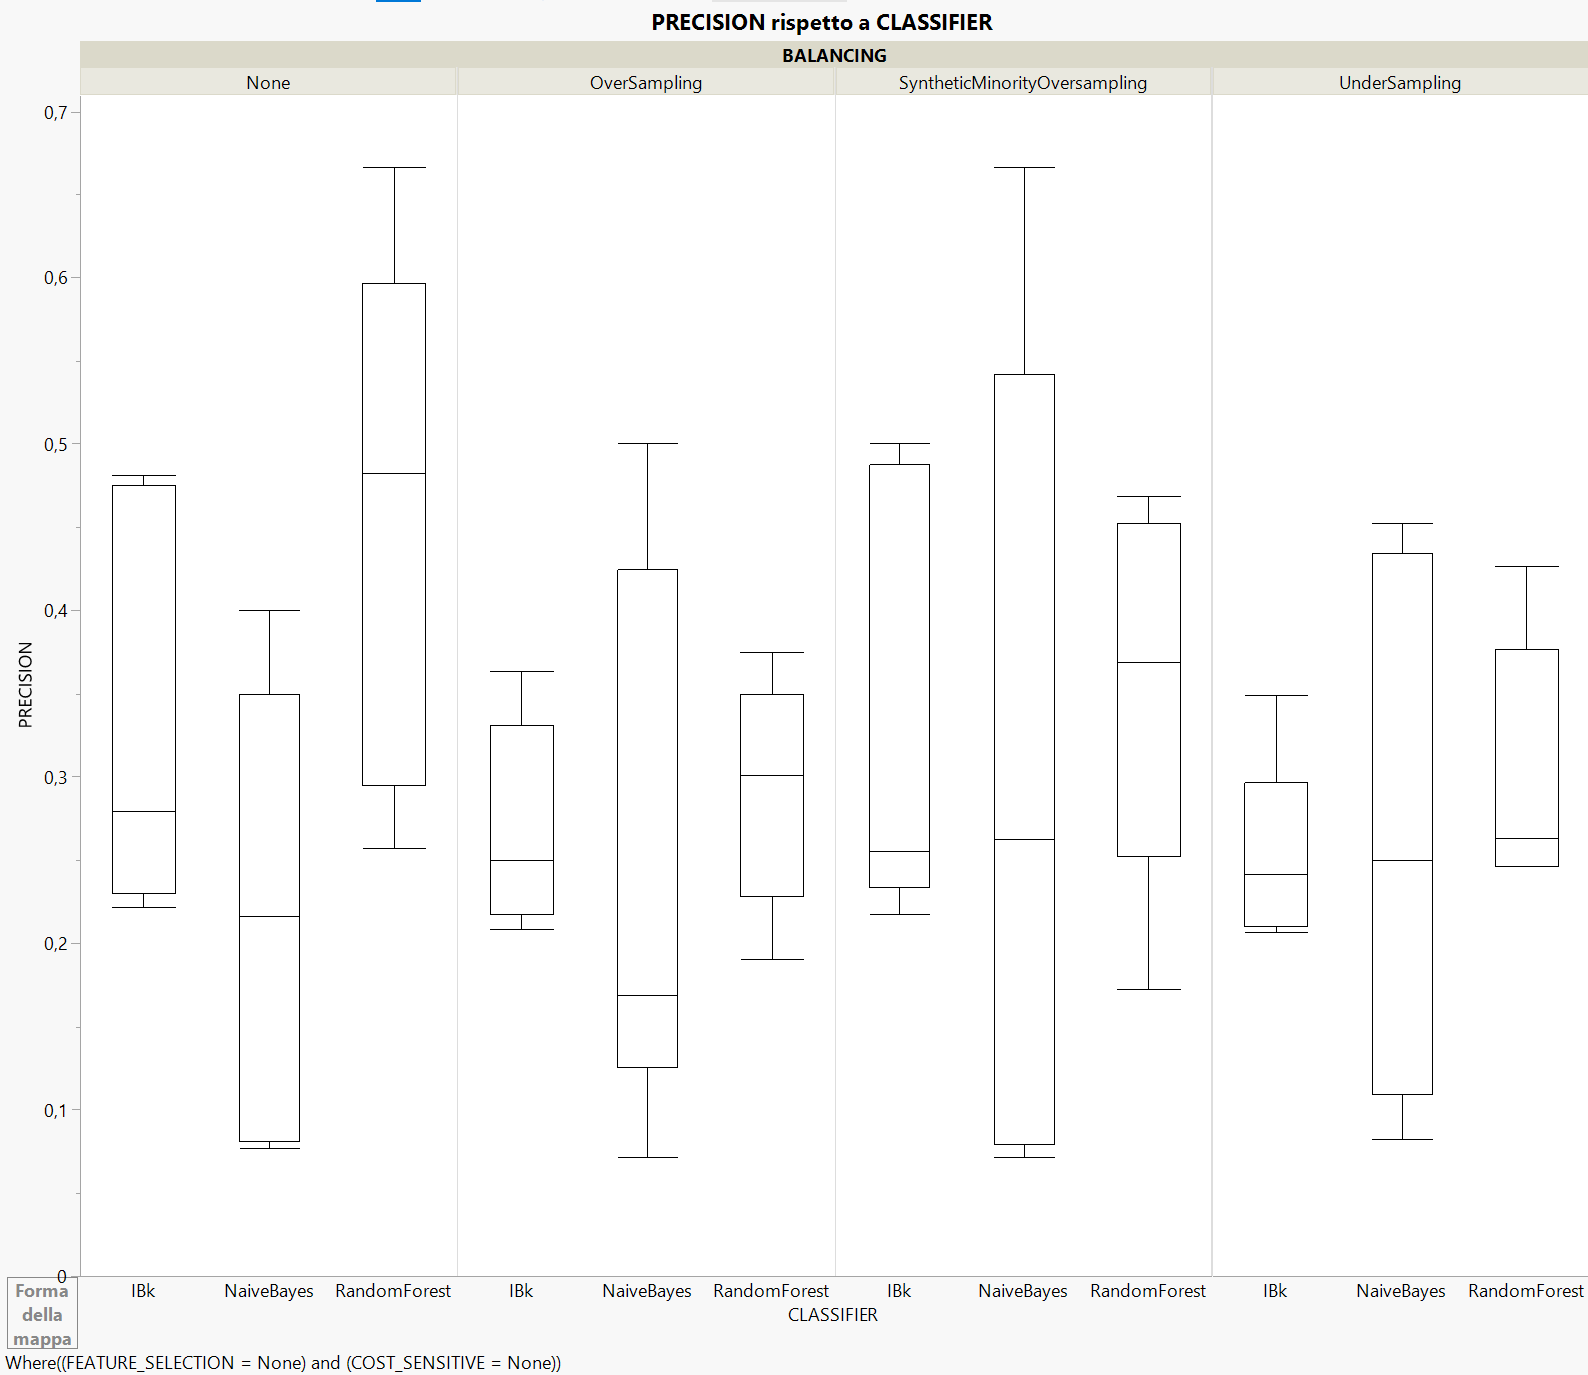 PRECISION rispetto a CLASSIFIER
BALANCING
None OverSampling SyntheticMinorityOversampling UnderSampling
0,7
0,6
0,5
0,4
0,3
0,2
0,1
0
PRECISION
IBk NaiveBayes RandomForest IBk NaiveBayes RandomForest IBk NaiveBayes RandomForest IBk NaiveBayes RandomForest
CLASSIFIER
Forma
della
mappa
Where((FEATURE_SELECTION = None) and (COST_SENSITIVE = None))